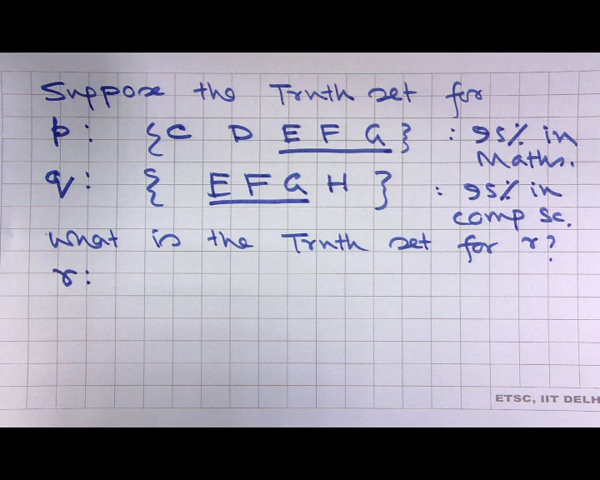 Suppose the Truth set for
p: {C D E F G} : 95% in
Maths.
q: { E F G H } : 95% in
comp Sc.
What is the Truth set for r?
r:
ETSC, IIT DELH